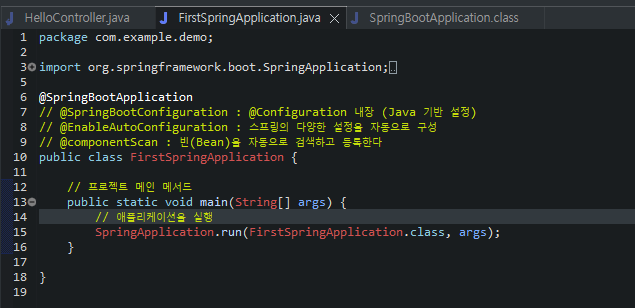 HelloController.java FirstSpringApplication.java SpringBootApplication.class
1 package com.example.demo;
2
3 import org.springframework.boot.SpringApplication;
5
6 @SpringBootApplication
7 // @SpringBootConfiguration : @Configuration 내장 (Java 기반 설정)
8 // @EnableAutoConfiguration : 스프링의 다양한 설정을 자동으로 구성
9 // @componentScan : 빈(Bean)을 자동으로 검색하고 등록한다
10 public class FirstSpringApplication {
11
12 // 프로젝트 메인 메서드
13 public static void main(String[] args) {
14 // 애플리케이션을 실행
15 SpringApplication.run(FirstSpringApplication.class, args);
16 }
17
18 }
19